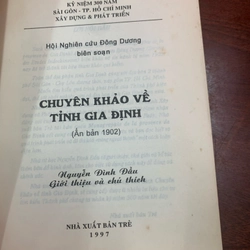 KỶ NIỆM 300 NĂM
SÀI GÒN - TP. HỒ CHÍ MINH
XÂY DỰNG & PHÁT TRIỂN
Hội Nghiên cứu Đông Dương
biên soạn
CHUYÊN KHẢO VỀ
TỈNH GIA ĐỊNH
(Ấn bản 1902)
Nguyễn Đình Đầu
Giới thiệu và chú thích
NHÀ XUẤT BẢN TRẺ
1997